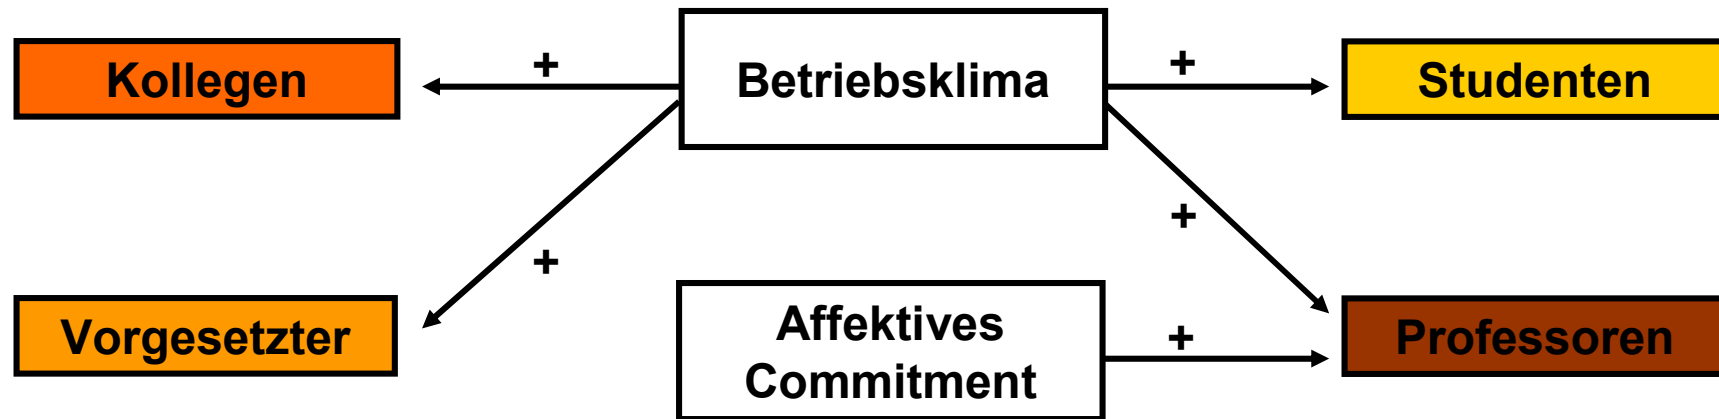 Kollegen
+
Betriebsklima
+
Studenten
+
+
Vorgesetzter
Affektives
Commitment
+
Professoren